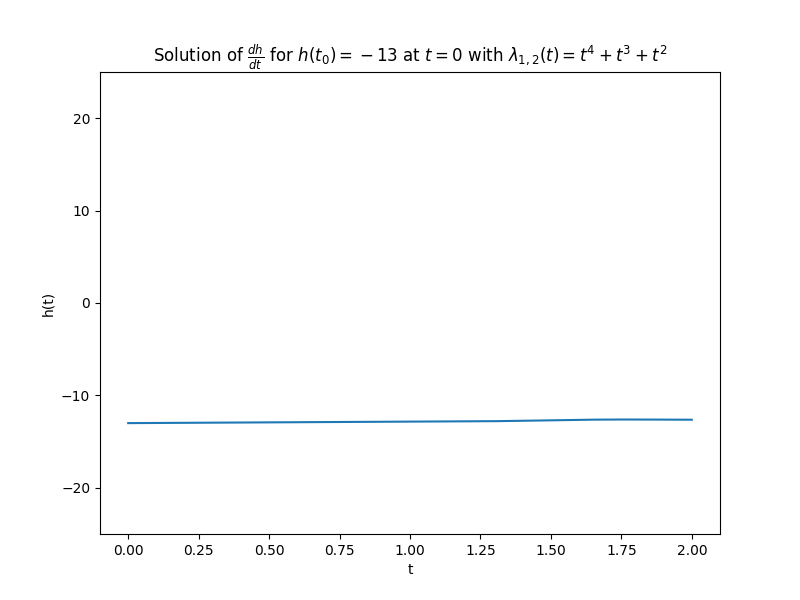 Solution of dh/dt for h(t₀) = −13 at t = 0 with λ₁,₂(t) = t⁴ + t³ + t²
h(t)
20
10
0
−10
−20
0.00 0.25 0.50 0.75 1.00 1.25 1.50 1.75 2.00
t